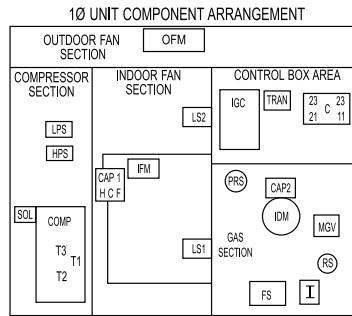 1Ø UNIT COMPONENT ARRANGEMENT
OUTDOOR FAN
SECTION
OFM
COMPRESSOR
SECTION
LPS
HPS
SOL
COMP
T3
T1
T2
INDOOR FAN
SECTION
LS2
IFM
CAP 1
H C F
LS1
CONTROL BOX AREA
IGC
TRAN
23 23
C
21 11
PRS
CAP2
IDM
MGV
GAS
SECTION
RS
FS
I